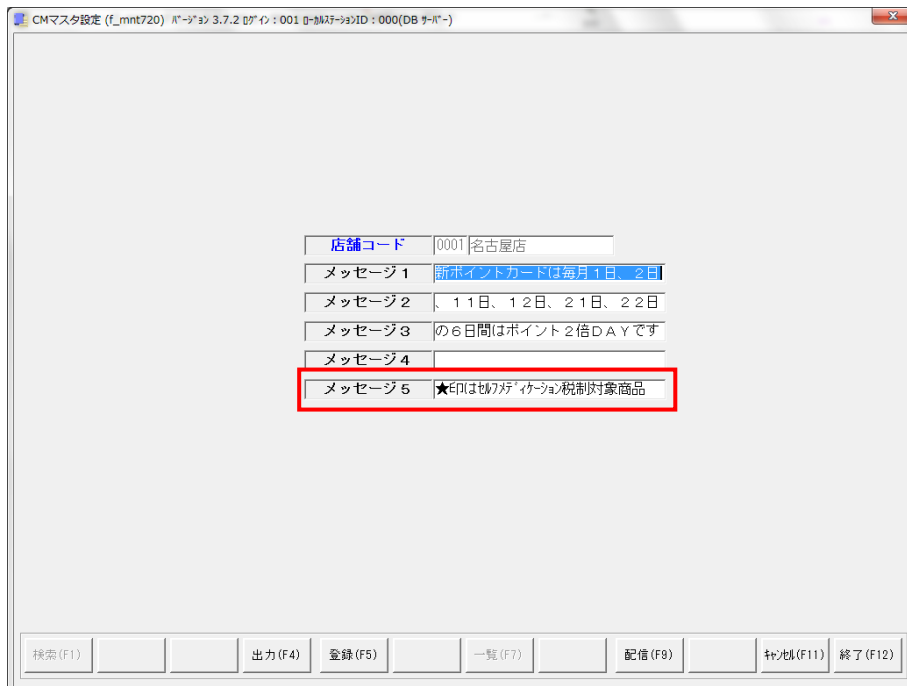 CMマスタ設定 (f_mnt720) ﾊﾞｰｼﾞｮﾝ 3.7.2 ﾛｸﾞｲﾝ : 001 ﾛｰｶﾙｽﾃｰｼｮﾝID : 000(DB ｻｰﾊﾞｰ)
店舗コード 0001 名古屋店
メッセージ１ 新ポイントカードは毎月１日、２日
メッセージ２ 、１１日、１２日、２１日、２２日
メッセージ３ の６日間はポイント２倍ＤＡＹです
メッセージ４
メッセージ５ ★印はｾﾙﾌﾒﾃﾞｨｹｰｼｮﾝ税制対象商品
検索(F1) 出力(F4) 登録(F5) 一覧(F7) 配信(F9) ｷｬﾝｾﾙ(F11) 終了(F12)